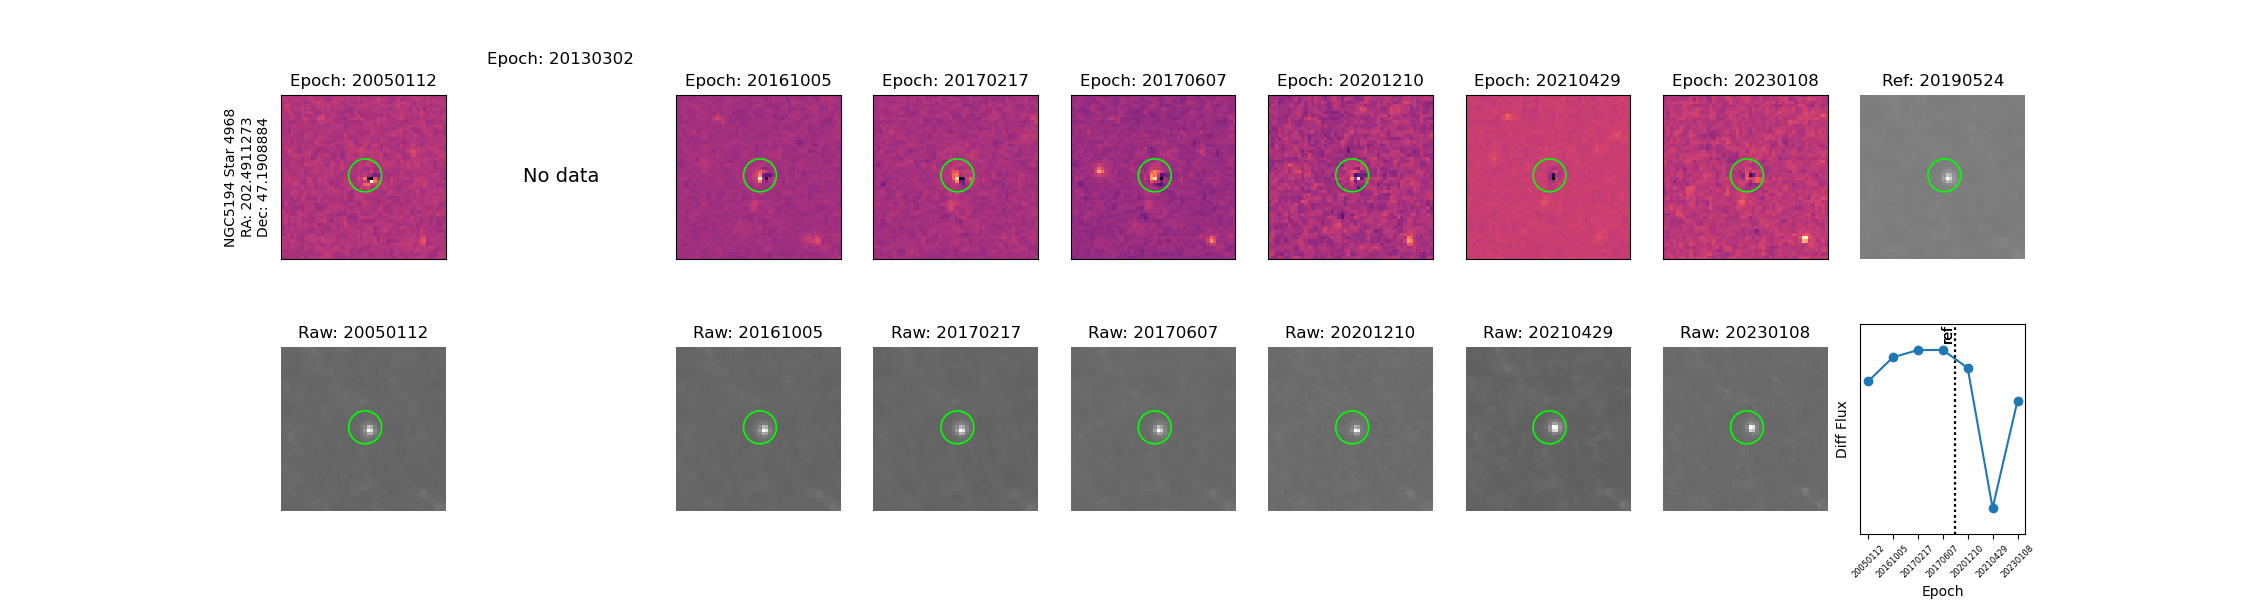 Epoch: 20130302
Epoch: 20050112
Epoch: 20161005
Epoch: 20170217
Epoch: 20170607
Epoch: 20201210
Epoch: 20210429
Epoch: 20230108
Ref: 20190524
NGC5194 Star 4968
RA: 202.4911273
Dec: 47.1908884
No data
Raw: 20050112
Raw: 20161005
Raw: 20170217
Raw: 20170607
Raw: 20201210
Raw: 20210429
Raw: 20230108
ref
Diff Flux
20050112
20161005
20170217
20170607
20201210
20210429
20230108
Epoch